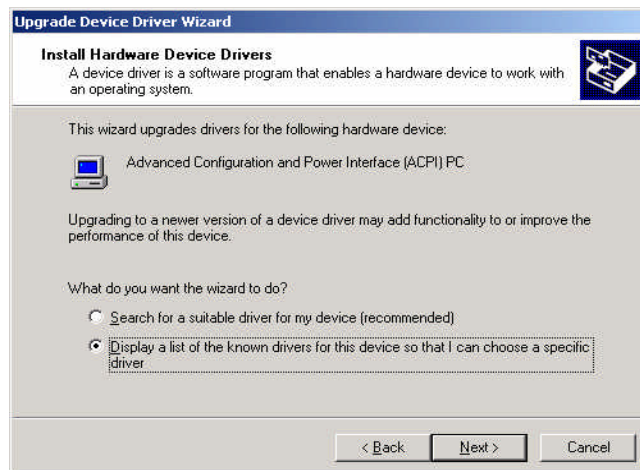 Upgrade Device Driver Wizard
Install Hardware Device Drivers
A device driver is a software program that enables a hardware device to work with
an operating system.
This wizard upgrades drivers for the following hardware device:
Advanced Configuration and Power Interface (ACPI) PC
Upgrading to a newer version of a device driver may add functionality to or improve the
performance of this device.
What do you want the wizard to do?
Search for a suitable driver for my device (recommended)
Display a list of the known drivers for this device so that I can choose a specific
driver
< Back Next > Cancel